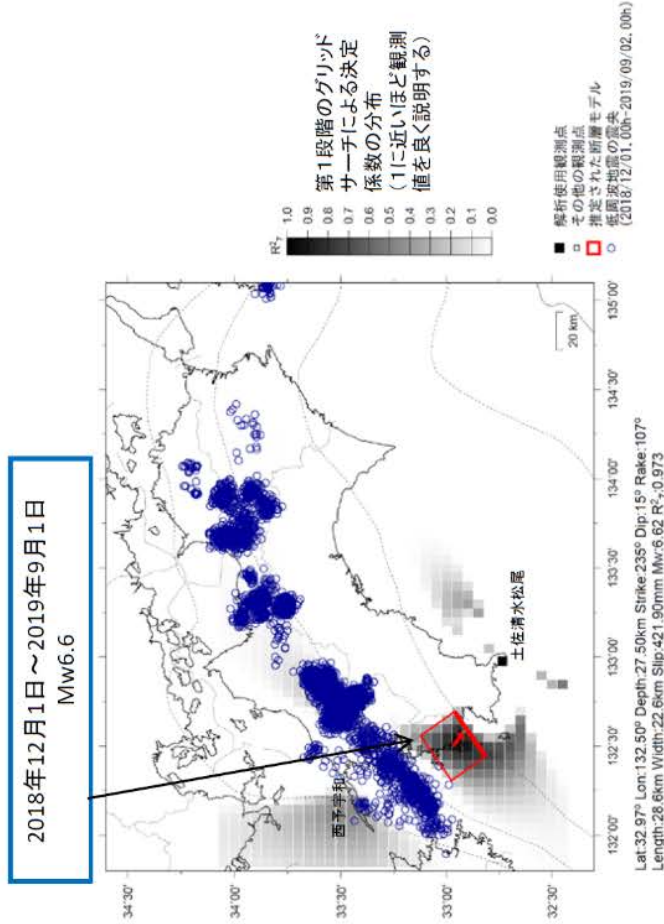 2018年12月1日~2019年9月1日
Mw6.6
34°30'
34°00'
33°30'
33°00'
32°30'
西予宇和
土佐清水松尾
20 km
132°00'
132°30'
133°00'
133°30'
134°00'
134°30'
135°00'
R²₇
1.0
0.9
0.8
0.7
0.6
0.5
0.4
0.3
0.2
0.1
0.0
第1段階のグリッド
サーチによる決定
係数の分布
(1に近いほど観測
値を良く説明する)
解析使用観測点
その他の観測点
推定された断層モデル
低周波地震の震央
(2018/12/01.00h-2019/09/02.00h)
Lat:32.97° Lon:132.50° Depth:27.50km Strike:235° Dip:15° Rake:107°
Length:28.6km Width:22.6km Slip:421.90mm Mw:6.62 R²₇:0.973